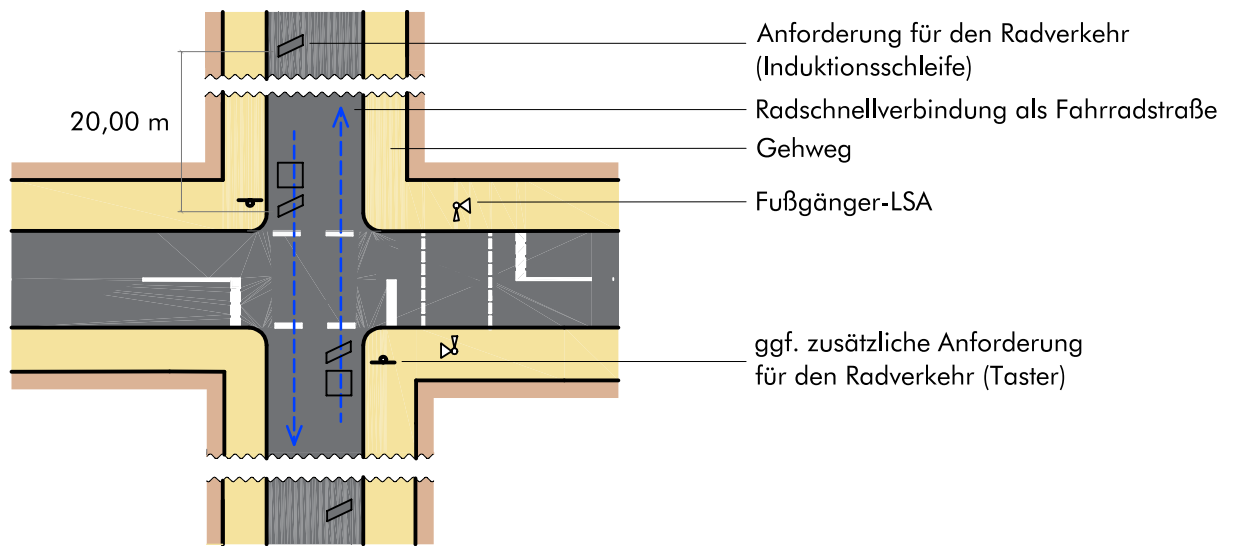 Anforderung für den Radverkehr
(Induktionsschleife)
20,00 m
Radschnellverbindung als Fahrradstraße
Gehweg
Fußgänger-LSA
ggf. zusätzliche Anforderung
für den Radverkehr (Taster)